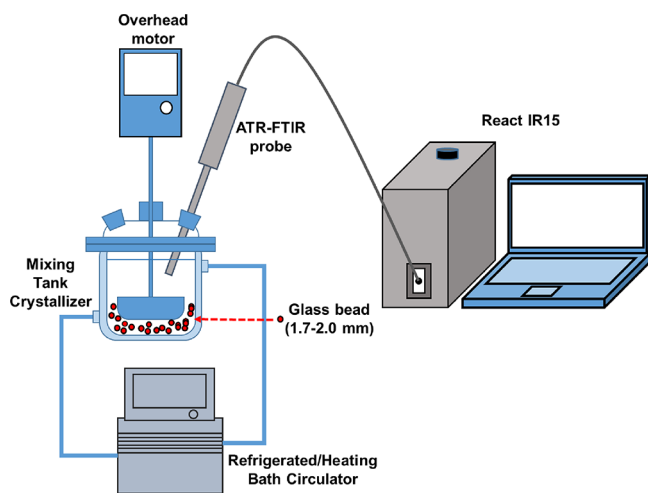 Overhead
motor
ATR-FTIR
probe
React IR15
Mixing
Tank
Crystallizer
Glass bead
(1.7-2.0 mm)
Refrigerated/Heating
Bath Circulator